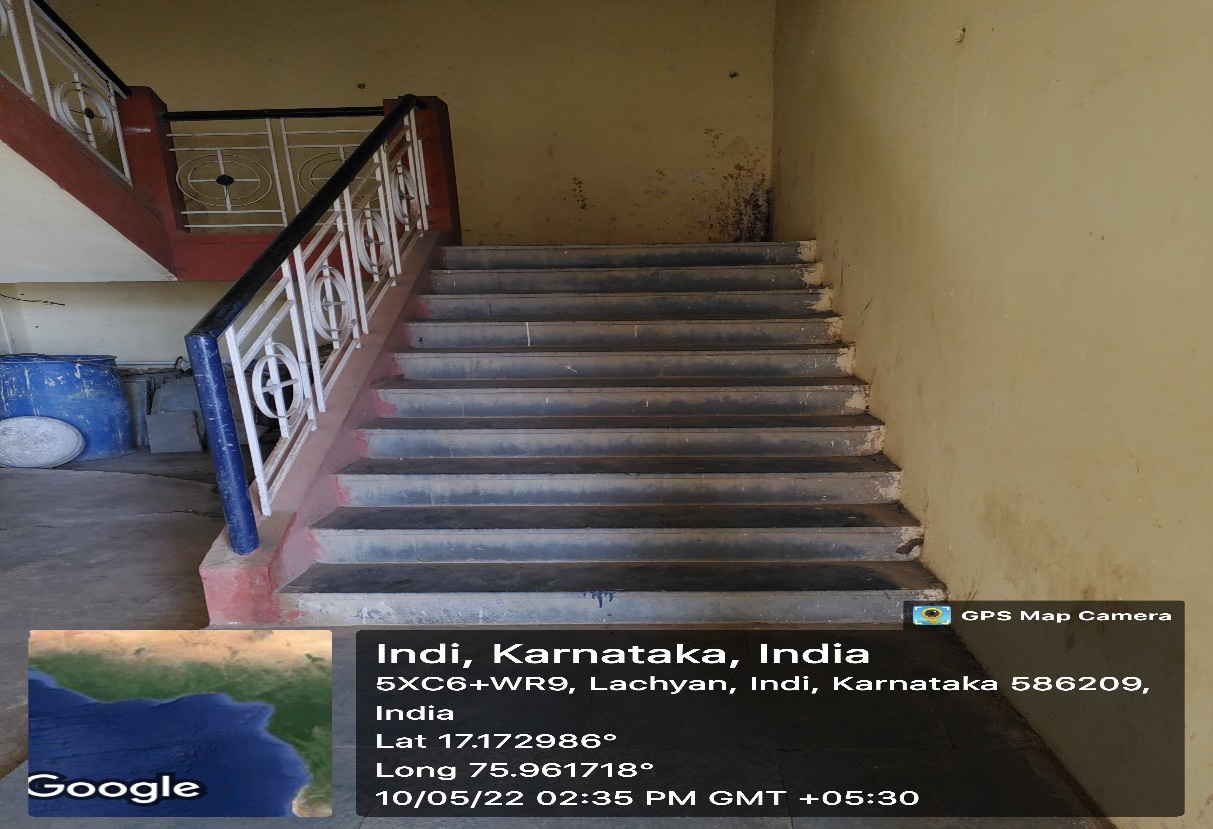 GPS Map Camera
Indi, Karnataka, India
5XC6+WR9, Lachyan, Indi, Karnataka 586209,
India
Lat 17.172986°
Long 75.961718°
10/05/22 02:35 PM GMT +05:30
Google